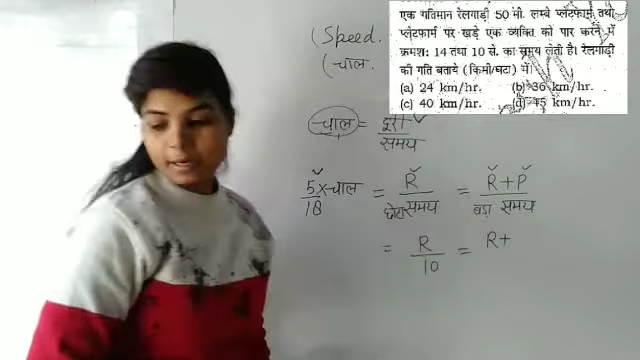 एक गतिमान रेलगाड़ी 50 मी. लम्बे प्लेटफार्म तथा
प्लेटफार्म पर खड़े एक व्यक्ति को पार करने में
क्रमशः 14 तथा 10 से. का समय लेती है। रेलगाड़ी
की गति बताये (किमी/घंटा) में।
(a) 24 km/hr. (b) 36 km/hr.
(c) 40 km/hr. (d) 45 km/hr.
(Speed.
(चाल.
चाल = दूरी / समय
5/18 x चाल = R / छोटा समय = R+P / बड़ा समय
= R/10 = R+